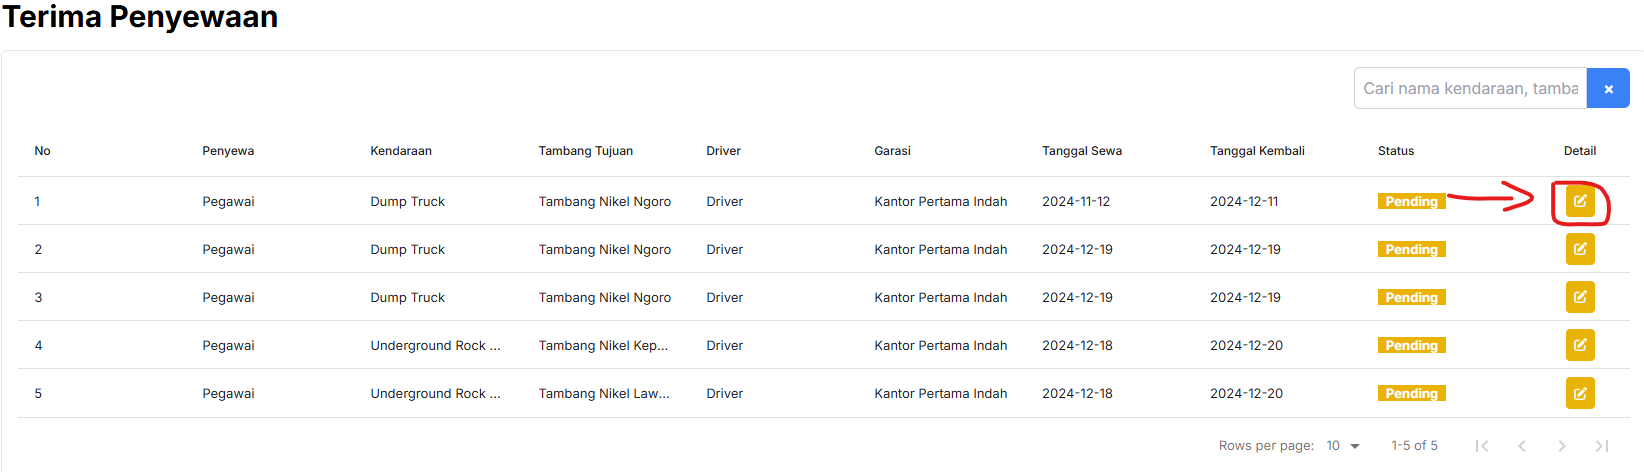 Terima Penyewaan
Cari nama kendaraan, tamba
No Penyewa Kendaraan Tambang Tujuan Driver Garasi Tanggal Sewa Tanggal Kembali Status Detail
1 Pegawai Dump Truck Tambang Nikel Ngoro Driver Kantor Pertama Indah 2024-11-12 2024-12-11 Pending
2 Pegawai Dump Truck Tambang Nikel Ngoro Driver Kantor Pertama Indah 2024-12-19 2024-12-19 Pending
3 Pegawai Dump Truck Tambang Nikel Ngoro Driver Kantor Pertama Indah 2024-12-19 2024-12-19 Pending
4 Pegawai Underground Rock ... Tambang Nikel Kep... Driver Kantor Pertama Indah 2024-12-18 2024-12-20 Pending
5 Pegawai Underground Rock ... Tambang Nikel Law... Driver Kantor Pertama Indah 2024-12-18 2024-12-20 Pending
Rows per page: 10 1-5 of 5